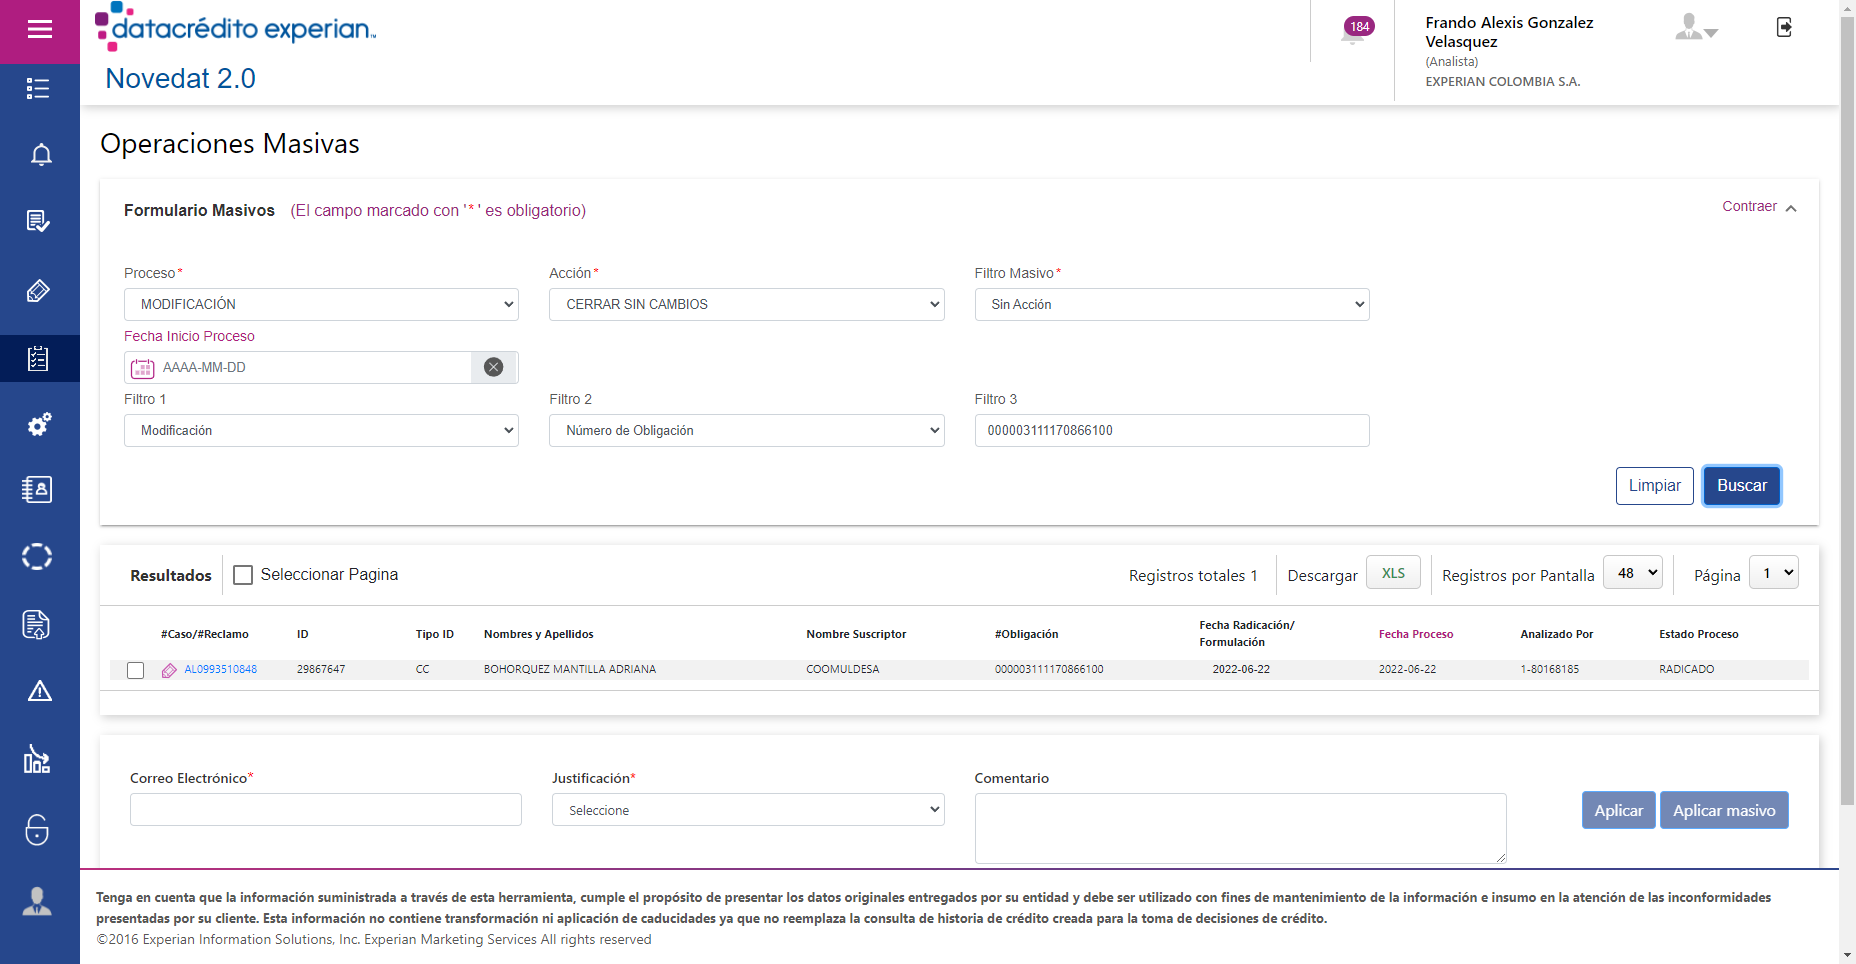 datacrédito experian™
Novedat 2.0
184
Frando Alexis Gonzalez
Velasquez
(Analista)
EXPERIAN COLOMBIA S.A.
Operaciones Masivas
Formulario Masivos (El campo marcado con '*' es obligatorio)
Contraer
Proceso*
Acción*
Filtro Masivo*
MODIFICACIÓN
CERRAR SIN CAMBIOS
Sin Acción
Fecha Inicio Proceso
AAAA-MM-DD
Filtro 1
Filtro 2
Filtro 3
Modificación
Número de Obligación
000003111170866100
Limpiar
Buscar
Resultados
Seleccionar Pagina
Registros totales 1
Descargar
XLS
Registros por Pantalla
48
Página
1
#Caso/#Reclamo ID Tipo ID Nombres y Apellidos Nombre Suscriptor #Obligación Fecha Radicación/ Fecha Proceso Analizado Por Estado Proceso
Formulación
AL0993510848 29867647 CC BOHORQUEZ MANTILLA ADRIANA COOMULDESA 000003111170866100 2022-06-22 2022-06-22 1-80168185 RADICADO
Correo Electrónico*
Justificación*
Comentario
Seleccione
Aplicar
Aplicar masivo
Tenga en cuenta que la información suministrada a través de esta herramienta, cumple el propósito de presentar los datos originales entregados por su entidad y debe ser utilizado con fines de mantenimiento de la información e insumo en la atención de las inconformidades
presentadas por su cliente. Esta información no contiene transformación ni aplicación de caducidades ya que no reemplaza la consulta de historia de crédito creada para la toma de decisiones de crédito.
©2016 Experian Information Solutions, Inc. Experian Marketing Services All rights reserved